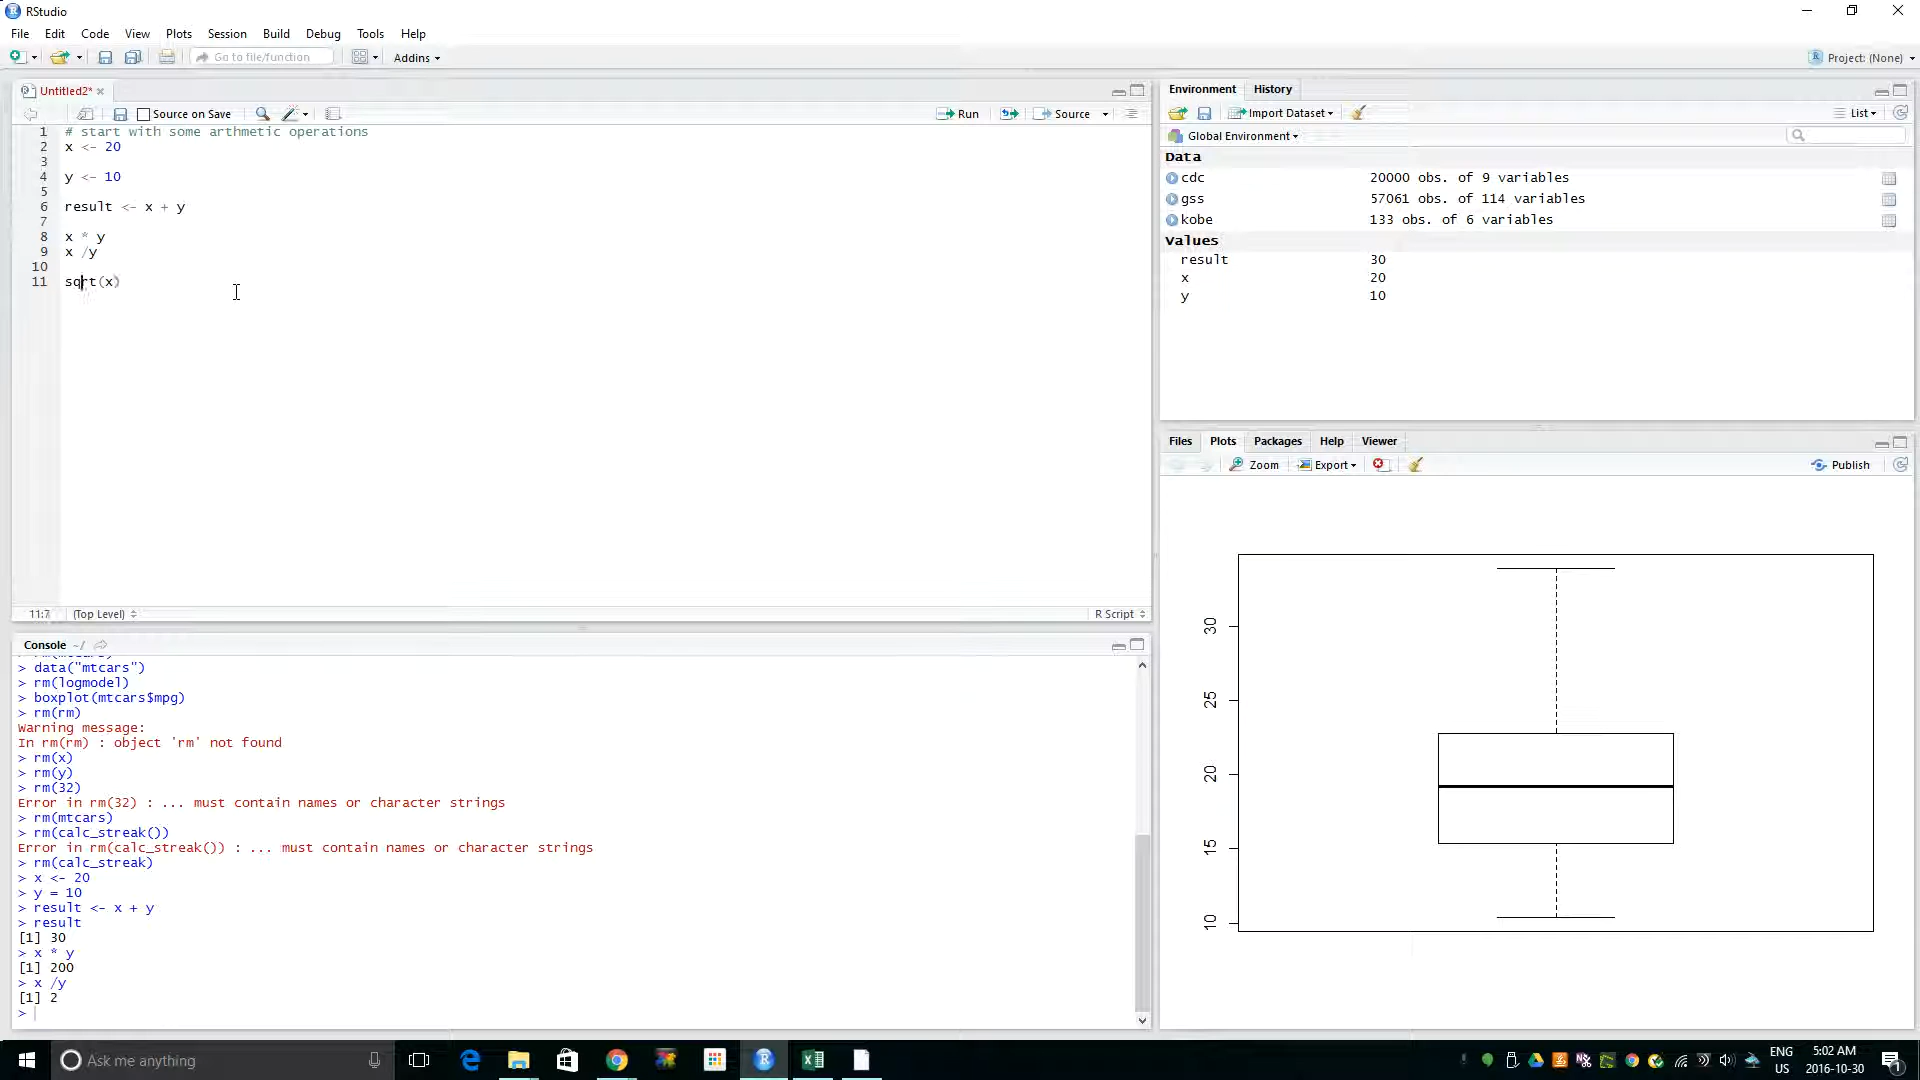 RStudio
File Edit Code View Plots Session Build Debug Tools Help
Go to file/function Addins Project: (None)
Untitled2*
Source on Save Run Source
1 # start with some arthmetic operations
2 x <- 20
3
4 y <- 10
5
6 result <- x + y
7
8 x * y
9 x /y
10
11 sqrt(x)
11:7 (Top Level) R Script
Console ~/
> data("mtcars")
> rm(logmodel)
> boxplot(mtcars$mpg)
> rm(rm)
Warning message:
In rm(rm) : object 'rm' not found
> rm(x)
> rm(y)
> rm(32)
Error in rm(32) : ... must contain names or character strings
> rm(mtcars)
> rm(calc_streak())
Error in rm(calc_streak()) : ... must contain names or character strings
> rm(calc_streak)
> x <- 20
> y = 10
> result <- x + y
> result
[1] 30
> x * y
[1] 200
> x /y
[1] 2
>
Environment History
Import Dataset List
Global Environment
Data
cdc 20000 obs. of 9 variables
gss 57061 obs. of 114 variables
kobe 133 obs. of 6 variables
Values
result 30
x 20
y 10
Files Plots Packages Help Viewer
Zoom Export Publish
30
25
20
15
10
Ask me anything
ENG
US
5:02 AM
2016-10-30